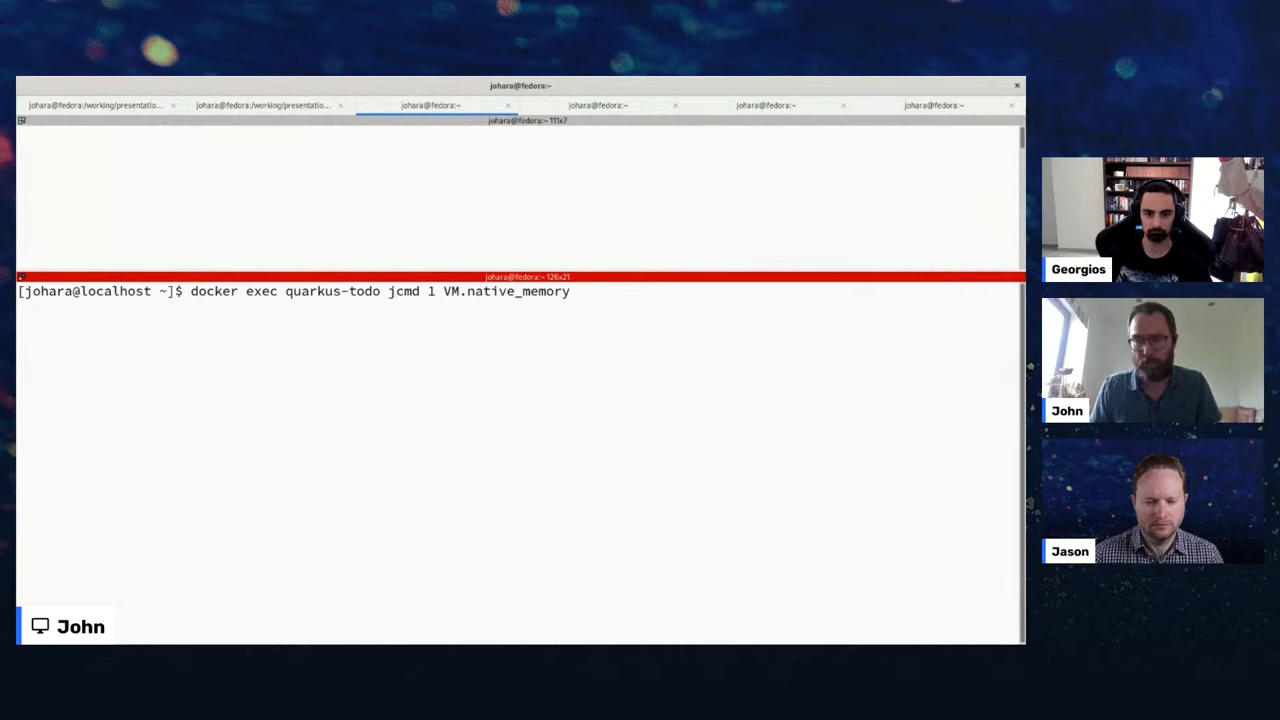 johara@fedora:~
johara@fedora:/working/presentatio...
johara@fedora:/working/presentatio...
johara@fedora:~
johara@fedora:~
johara@fedora:~
johara@fedora:~
johara@fedora:~ 111x7
johara@fedora:~ 126x21
[johara@localhost ~]$ docker exec quarkus-todo jcmd 1 VM.native_memory
John
Georgios
John
Jason